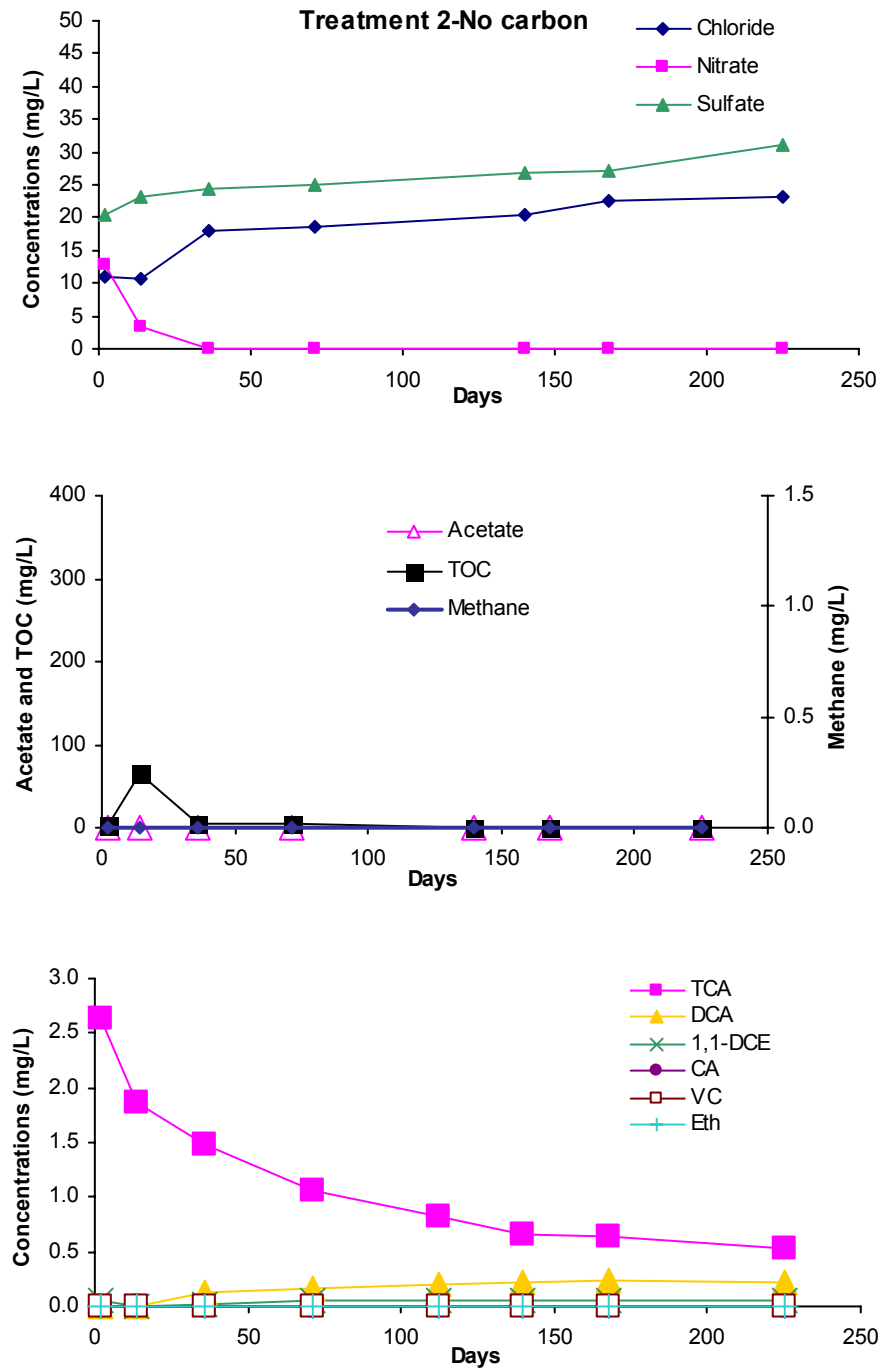 Treatment 2-No carbon
50
45
40
35
30
25
20
15
10
5
0
Concentrations (mg/L)
Chloride
Nitrate
Sulfate
0 50 100 150 200 250
Days
400
300
200
100
0
Acetate and TOC (mg/L)
Acetate
TOC
Methane
1.5
1.0
0.5
0.0
Methane (mg/L)
0 50 100 150 200 250
Days
3.0
2.5
2.0
1.5
1.0
0.5
0.0
Concentrations (mg/L)
TCA
DCA
1,1-DCE
CA
VC
Eth
0 50 100 150 200 250
Days